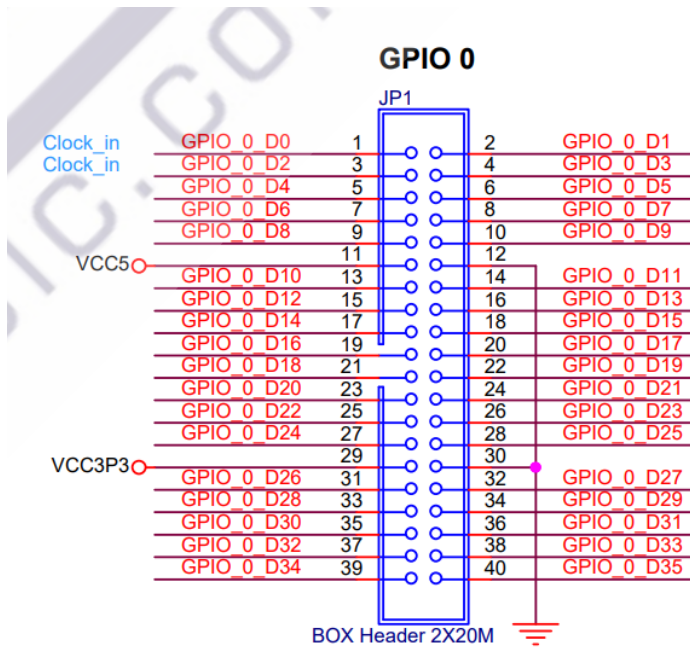 GPIO 0
JP1
Clock_in GPIO_0_D0 1 2 GPIO_0_D1
Clock_in GPIO_0_D2 3 4 GPIO_0_D3
GPIO_0_D4 5 6 GPIO_0_D5
GPIO_0_D6 7 8 GPIO_0_D7
GPIO_0_D8 9 10 GPIO_0_D9
VCC5 11 12
GPIO_0_D10 13 14 GPIO_0_D11
GPIO_0_D12 15 16 GPIO_0_D13
GPIO_0_D14 17 18 GPIO_0_D15
GPIO_0_D16 19 20 GPIO_0_D17
GPIO_0_D18 21 22 GPIO_0_D19
GPIO_0_D20 23 24 GPIO_0_D21
GPIO_0_D22 25 26 GPIO_0_D23
GPIO_0_D24 27 28 GPIO_0_D25
VCC3P3 29 30
GPIO_0_D26 31 32 GPIO_0_D27
GPIO_0_D28 33 34 GPIO_0_D29
GPIO_0_D30 35 36 GPIO_0_D31
GPIO_0_D32 37 38 GPIO_0_D33
GPIO_0_D34 39 40 GPIO_0_D35
BOX Header 2X20M